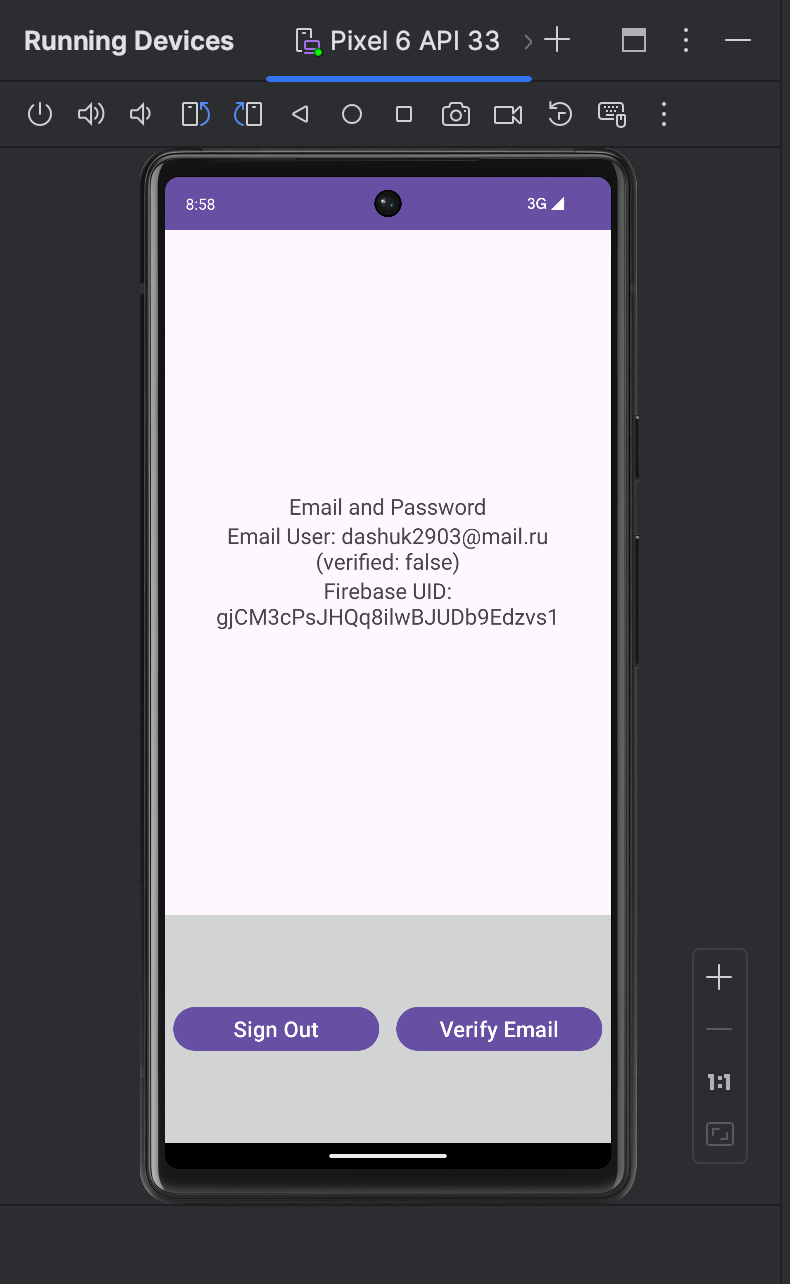 Running Devices
Pixel 6 API 33
8:58
3G
Email and Password
Email User: dashuk2903@mail.ru
(verified: false)
Firebase UID:
gjCM3cPsJHQq8ilwBJUDb9Edzvs1
Sign Out
Verify Email
1:1